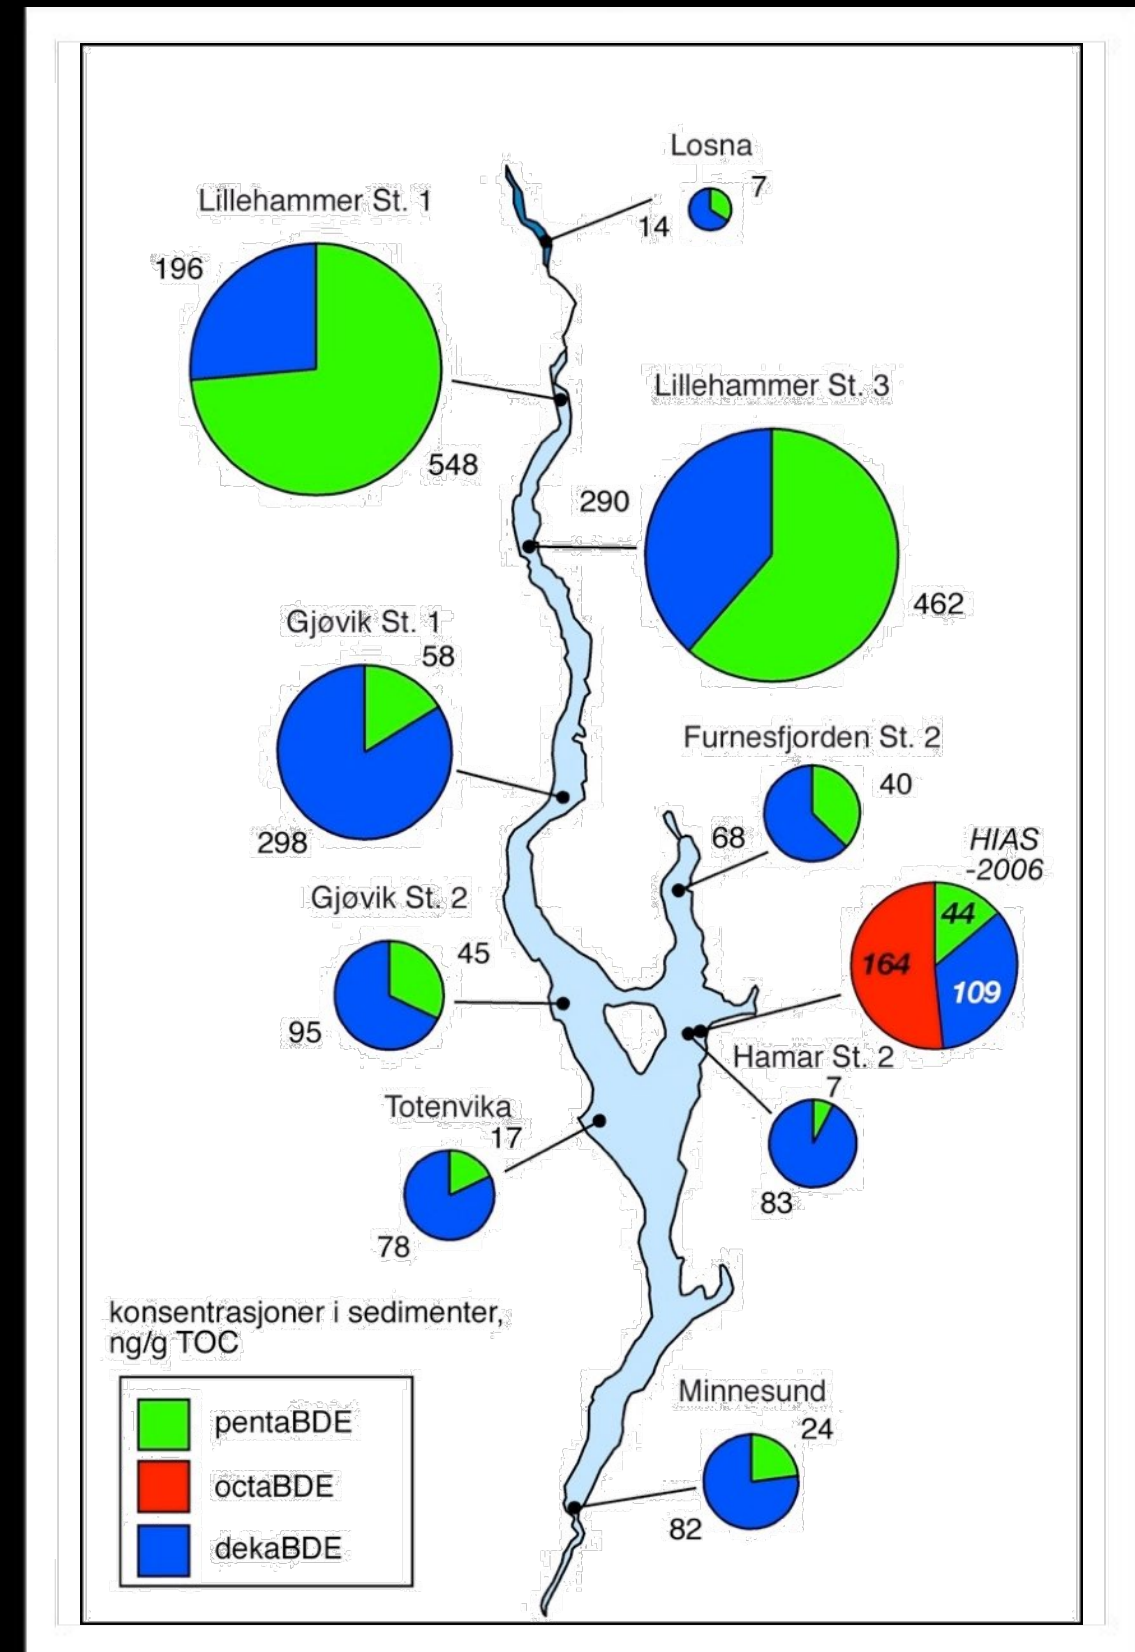 Losna
7
14
Lillehammer St. 1
196
548
Lillehammer St. 3
290
462
Gjøvik St. 1
58
298
Furnesfjorden St. 2
40
68
HIAS
-2006
44
164
109
Gjøvik St. 2
45
95
Hamar St. 2
7
83
Totenvika
17
78
konsentrasjoner i sedimenter,
ng/g TOC
pentaBDE
octaBDE
dekaBDE
Minnesund
24
82